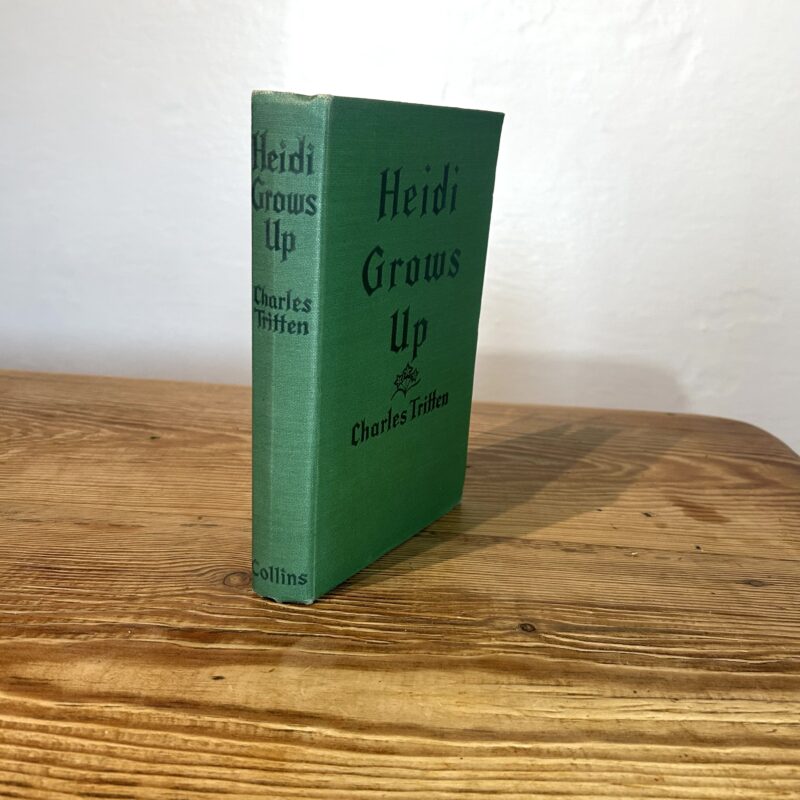 Heidi
Grows
Up
Charles
Tritten
Collins
Heidi
Grows
Up
Charles Tritten